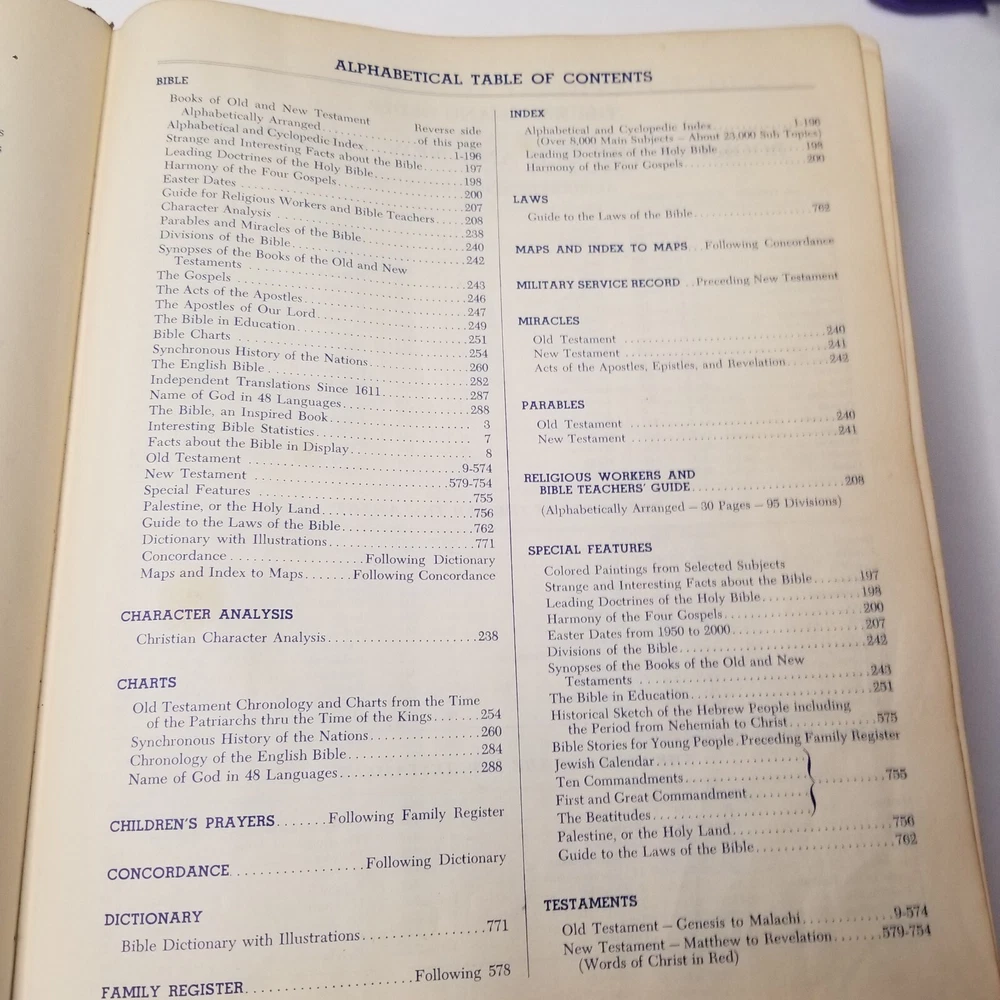 ALPHABETICAL TABLE OF CONTENTS
BIBLE
Books of Old and New Testament
Alphabetically Arranged..........Reverse side of this page
Alphabetical and Cyclopedic Index..........1-196
Strange and Interesting Facts about the Bible..........197
Leading Doctrines of the Holy Bible..........198
Harmony of the Four Gospels..........200
Easter Dates..........207
Guide for Religious Workers and Bible Teachers..........208
Character Analysis..........238
Parables and Miracles of the Bible..........240
Divisions of the Bible..........242
Synopses of the Books of the Old and New
Testaments..........243
The Gospels..........246
The Acts of the Apostles..........247
The Apostles of Our Lord..........249
The Bible in Education..........251
Bible Charts..........254
Synchronous History of the Nations..........260
The English Bible..........282
Independent Translations Since 1611..........287
Name of God in 48 Languages..........288
The Bible, an Inspired Book..........3
Interesting Bible Statistics..........7
Facts about the Bible in Display..........8
Old Testament..........9-574
New Testament..........579-754
Special Features..........755
Palestine, or the Holy Land..........756
Guide to the Laws of the Bible..........762
Dictionary with Illustrations..........771
Concordance..........Following Dictionary
Maps and Index to Maps.......Following Concordance
CHARACTER ANALYSIS
Christian Character Analysis..........238
CHARTS
Old Testament Chronology and Charts from the Time
of the Patriarchs thru the Time of the Kings.......254
Synchronous History of the Nations..........260
Chronology of the English Bible..........284
Name of God in 48 Languages..........288
CHILDREN'S PRAYERS.......Following Family Register
CONCORDANCE..........Following Dictionary
DICTIONARY
Bible Dictionary with Illustrations..........771
FAMILY REGISTER..........Following 578
INDEX
Alphabetical and Cyclopedic Index..........1-196
(Over 8,000 Main Subjects — About 23,000 Sub Topics)
Leading Doctrines of the Holy Bible..........198
Harmony of the Four Gospels..........200
LAWS
Guide to the Laws of the Bible..........762
MAPS AND INDEX TO MAPS...Following Concordance
MILITARY SERVICE RECORD...Preceding New Testament
MIRACLES
Old Testament..........240
New Testament..........241
Acts of the Apostles, Epistles, and Revelation..........242
PARABLES
Old Testament..........240
New Testament..........241
RELIGIOUS WORKERS AND
BIBLE TEACHERS' GUIDE..........208
(Alphabetically Arranged — 30 Pages — 95 Divisions)
SPECIAL FEATURES
Colored Paintings from Selected Subjects
Strange and Interesting Facts about the Bible..........197
Leading Doctrines of the Holy Bible..........198
Harmony of the Four Gospels..........200
Easter Dates from 1950 to 2000..........207
Divisions of the Bible..........242
Synopses of the Books of the Old and New
Testaments..........243
The Bible in Education..........251
Historical Sketch of the Hebrew People including
the Period from Nehemiah to Christ..........575
Bible Stories for Young People.Preceding Family Register
Jewish Calendar..........
Ten Commandments..........755
First and Great Commandment..........
The Beatitudes..........
Palestine, or the Holy Land..........756
Guide to the Laws of the Bible..........762
TESTAMENTS
Old Testament — Genesis to Malachi..........9-574
New Testament — Matthew to Revelation.......579-754
(Words of Christ in Red)